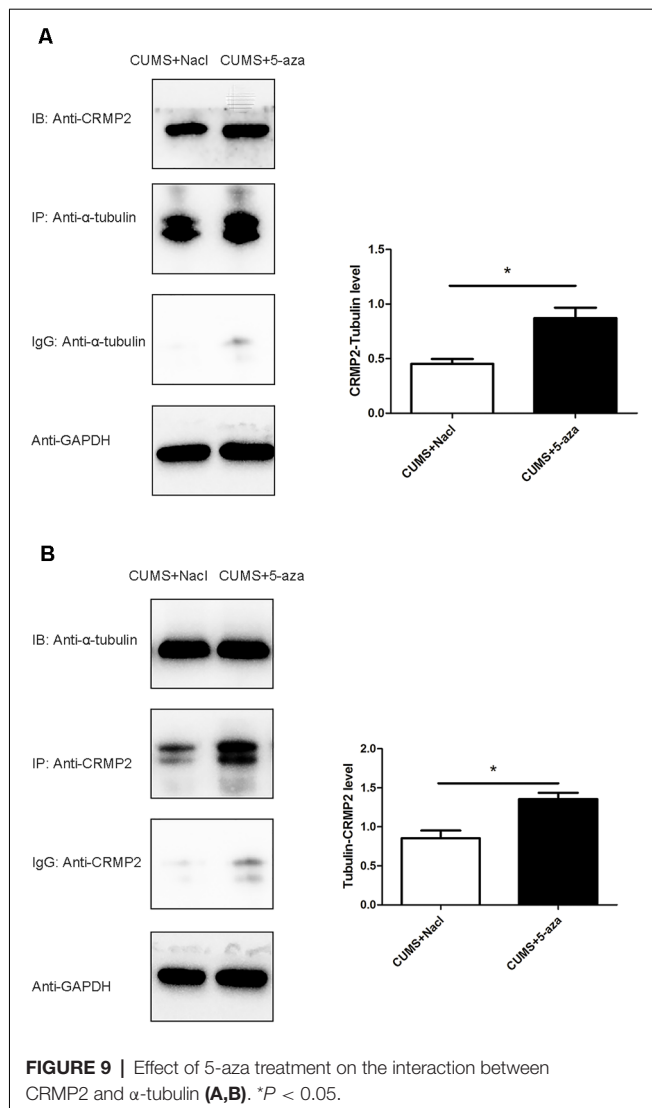 A
CUMS+NacI CUMS+5-aza
IB: Anti-CRMP2
IP: Anti-α-tubulin
IgG: Anti-α-tubulin
Anti-GAPDH
CRMP2-Tubulin level
1.5
1.0
0.5
0.0
*
CUMS+NacI
CUMS+5-aza
B
CUMS+NacI CUMS+5-aza
IB: Anti-α-tubulin
IP: Anti-CRMP2
IgG: Anti-CRMP2
Anti-GAPDH
Tubulin-CRMP2 level
2.0
1.5
1.0
0.5
0.0
*
CUMS+NacI
CUMS+5-aza
FIGURE 9 | Effect of 5-aza treatment on the interaction between
CRMP2 and α-tubulin (A,B). *P < 0.05.